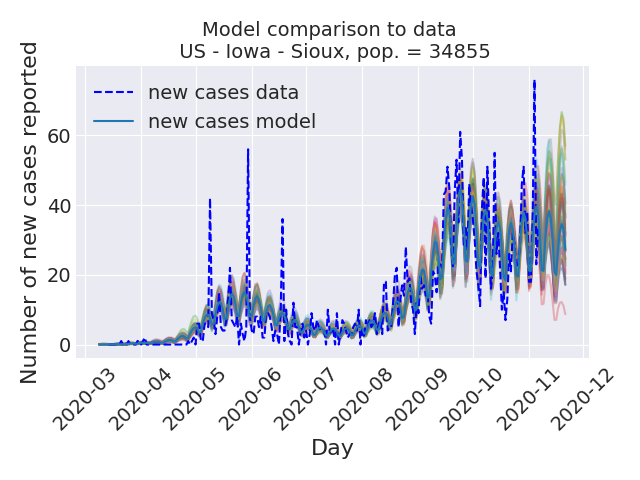 Model comparison to data
US - Iowa - Sioux, pop. = 34855
new cases data
new cases model
Number of new cases reported
60
40
20
0
2020-03
2020-04
2020-05
2020-06
2020-07
2020-08
2020-09
2020-10
2020-11
2020-12
Day